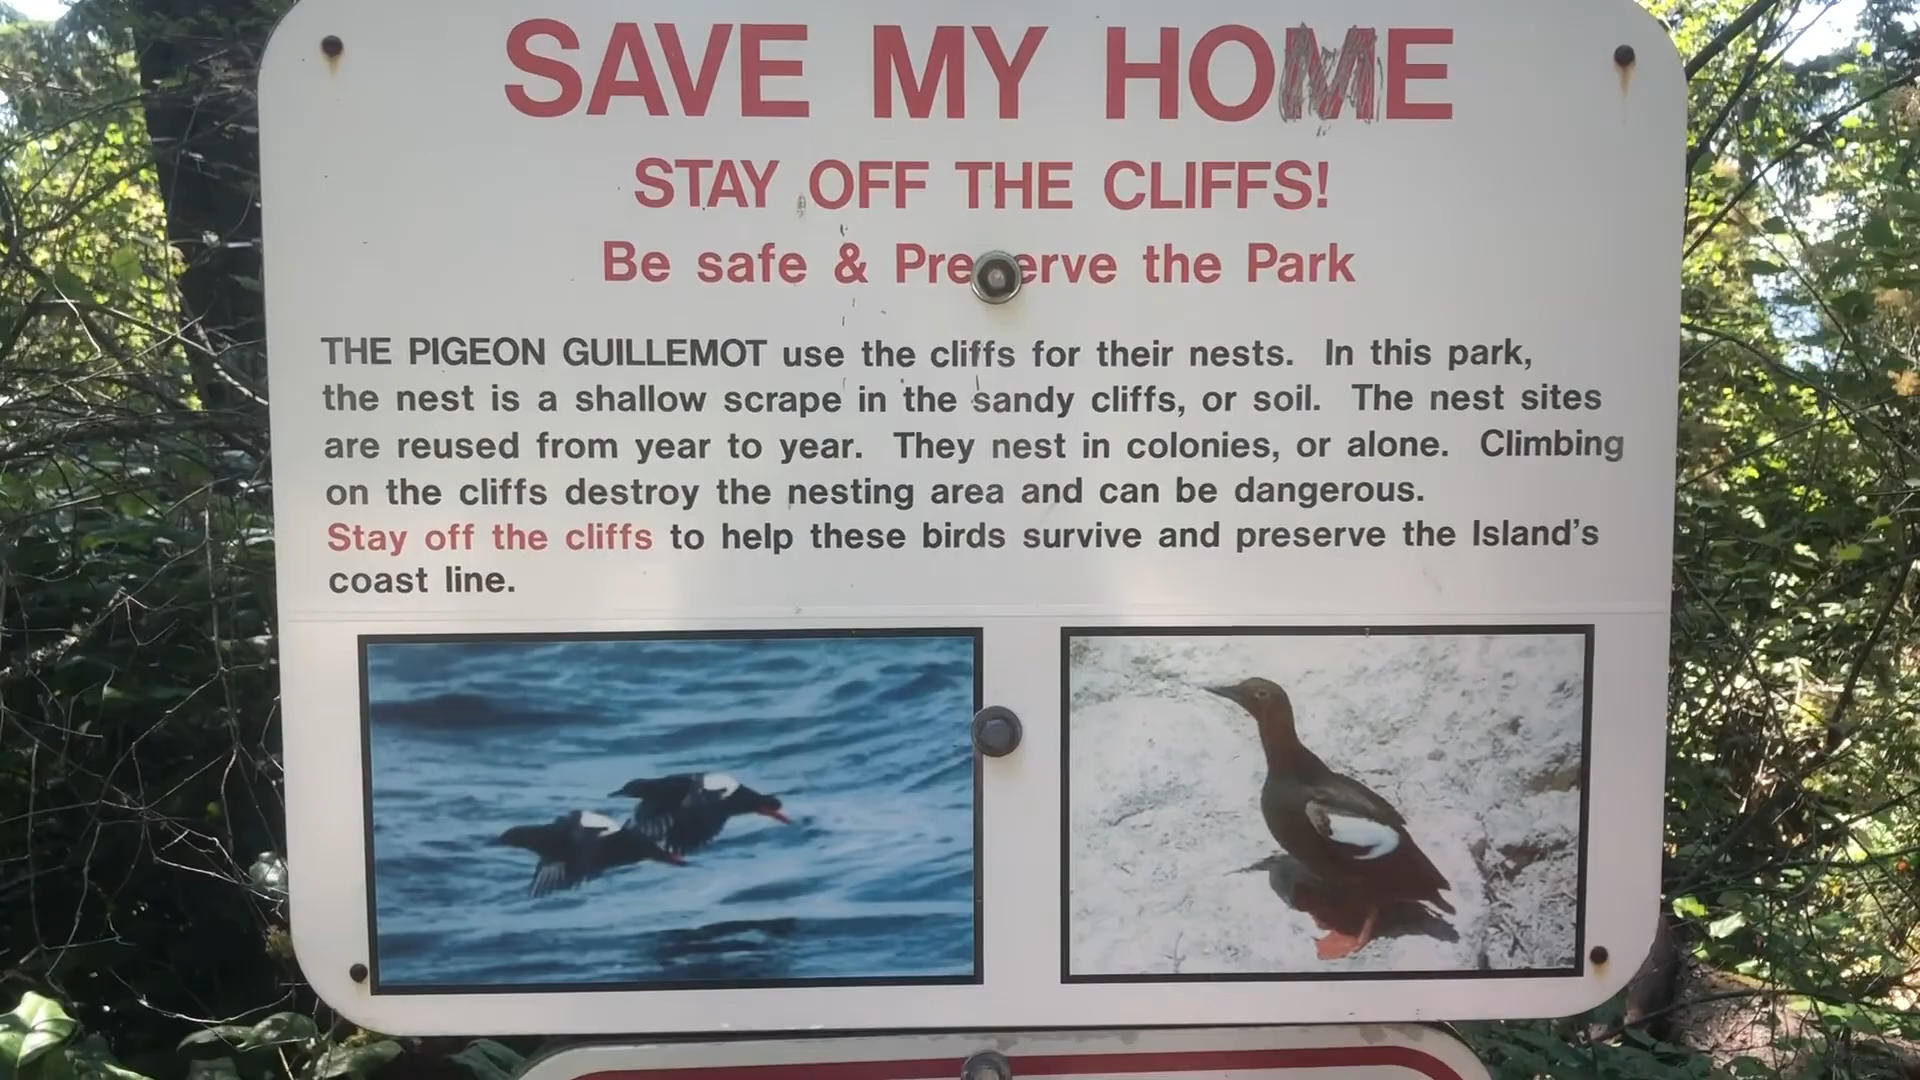 SAVE MY HOME
STAY OFF THE CLIFFS!
Be safe & Preserve the Park
THE PIGEON GUILLEMOT use the cliffs for their nests. In this park,
the nest is a shallow scrape in the sandy cliffs, or soil. The nest sites
are reused from year to year. They nest in colonies, or alone. Climbing
on the cliffs destroy the nesting area and can be dangerous.
Stay off the cliffs to help these birds survive and preserve the Island's
coast line.